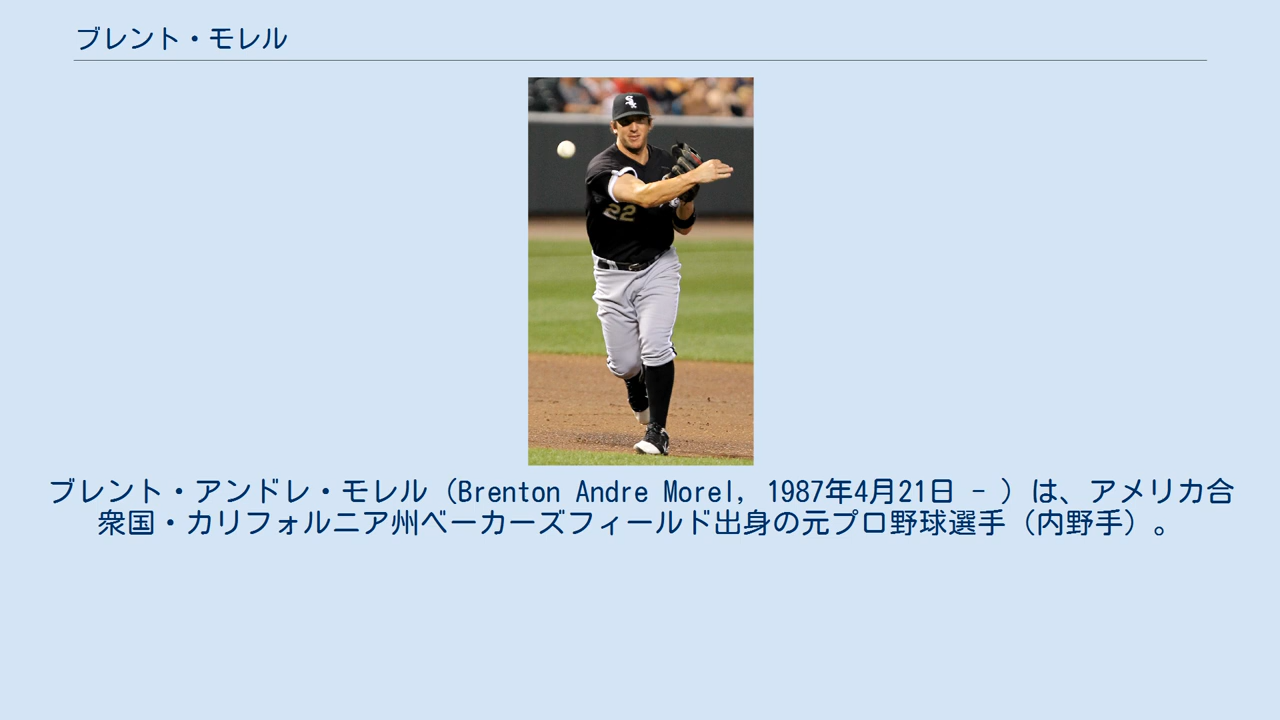 ブレント・モレル
22
ブレント・アンドレ・モレル（Brenton Andre Morel, 1987年4月21日 - ）は、アメリカ合
衆国・カリフォルニア州ベーカーズフィールド出身の元プロ野球選手（内野手）。